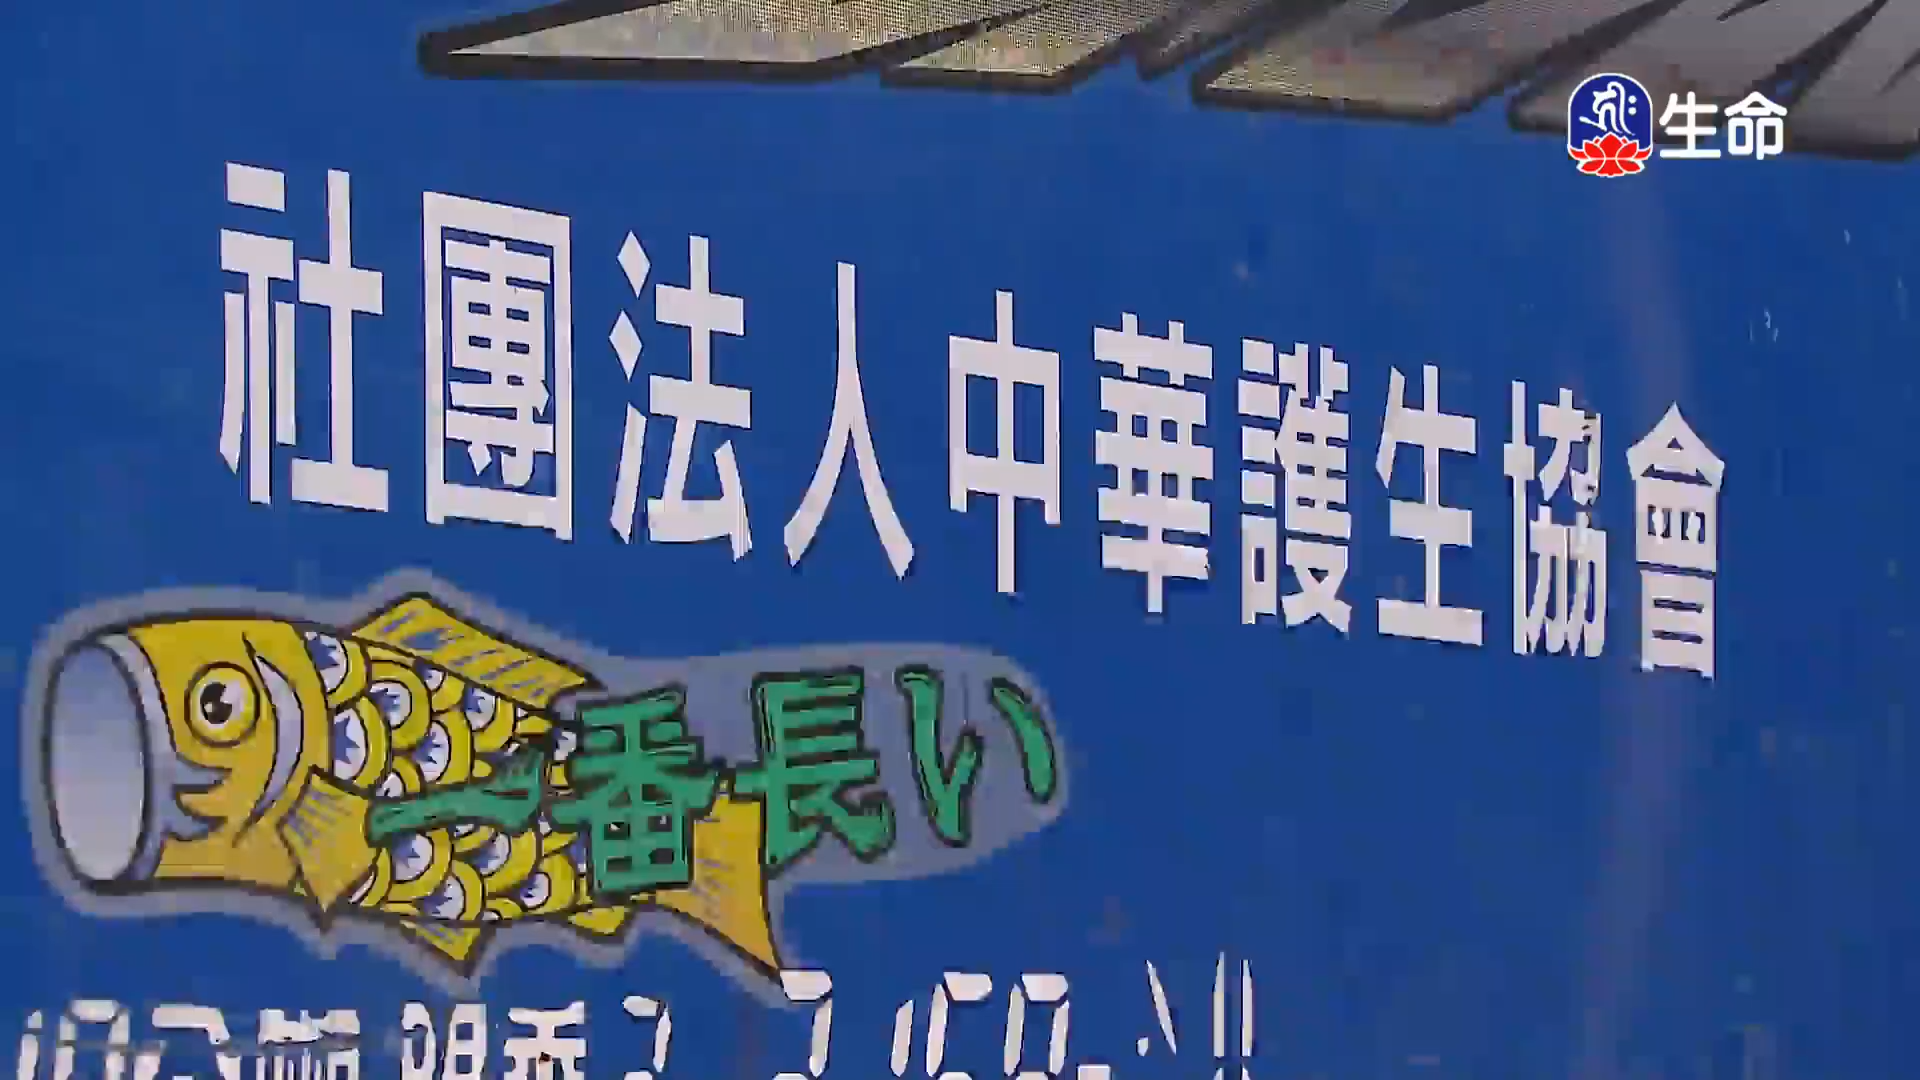 生命
社團法人中華護生協會
一番長い